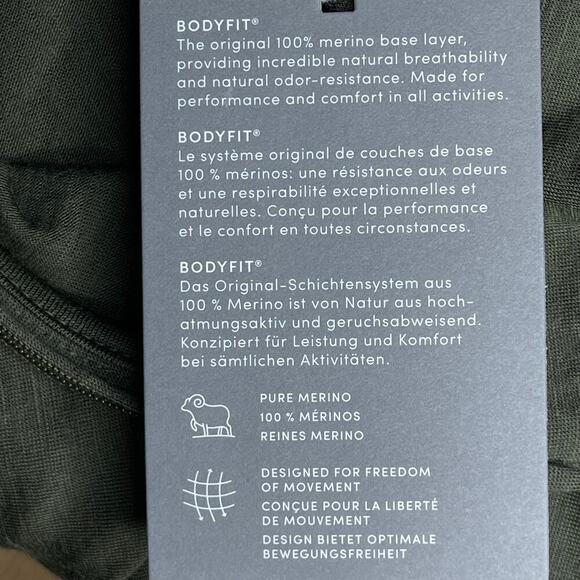 BODYFIT®
The original 100% merino base layer,
providing incredible natural breathability
and natural odor-resistance. Made for
performance and comfort in all activities.
BODYFIT®
Le système original de couches de base
100 % mérinos: une résistance aux odeurs
et une respirabilité exceptionnelles et
naturelles. Conçu pour la performance
et le confort en toutes circonstances.
BODYFIT®
Das Original-Schichtensystem aus
100 % Merino ist von Natur aus hoch-
atmungsaktiv und geruchsabweisend.
Konzipiert für Leistung und Komfort
bei sämtlichen Aktivitäten.
PURE MERINO
100 % MÉRINOS
REINES MERINO
DESIGNED FOR FREEDOM
OF MOVEMENT
CONÇUE POUR LA LIBERTÉ
DE MOUVEMENT
DESIGN BIETET OPTIMALE
BEWEGUNGSFREIHEIT